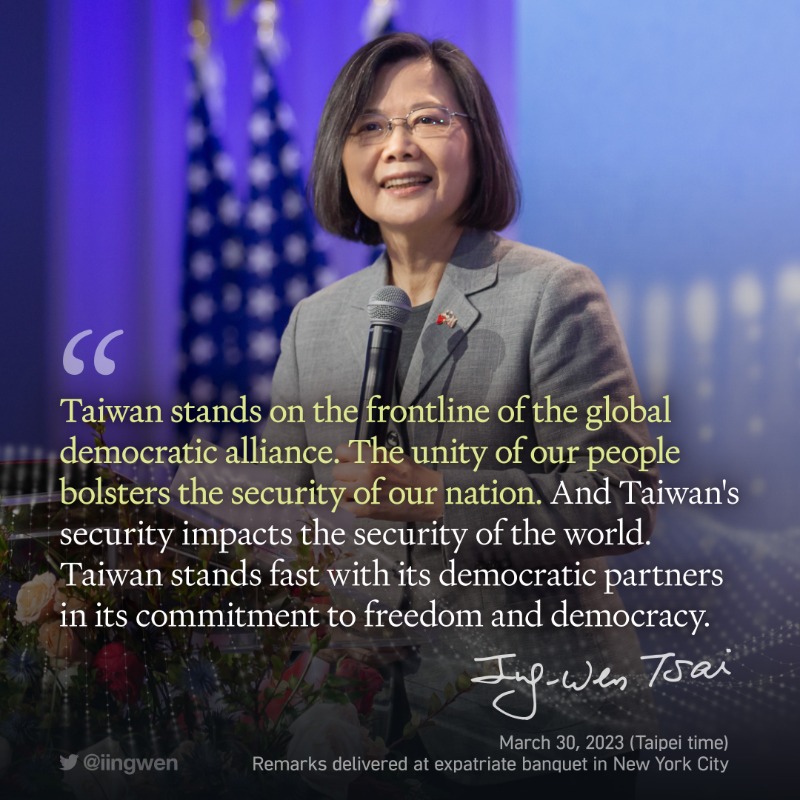 “
Taiwan stands on the frontline of the global
democratic alliance. The unity of our people
bolsters the security of our nation. And Taiwan's
security impacts the security of the world.
Taiwan stands fast with its democratic partners
in its commitment to freedom and democracy.
Ing-wen Tsai
March 30, 2023 (Taipei time)
@iingwen Remarks delivered at expatriate banquet in New York City